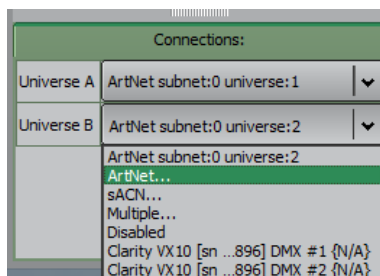 Connections:
Universe A ArtNet subnet:0 universe:1
Universe B ArtNet subnet:0 universe:2
ArtNet subnet:0 universe:2
ArtNet...
sACN...
Multiple...
Disabled
Clarity VX10 [sn ...896] DMX #1 {N/A}
Clarity VX10 [sn ...896] DMX #2 {N/A}